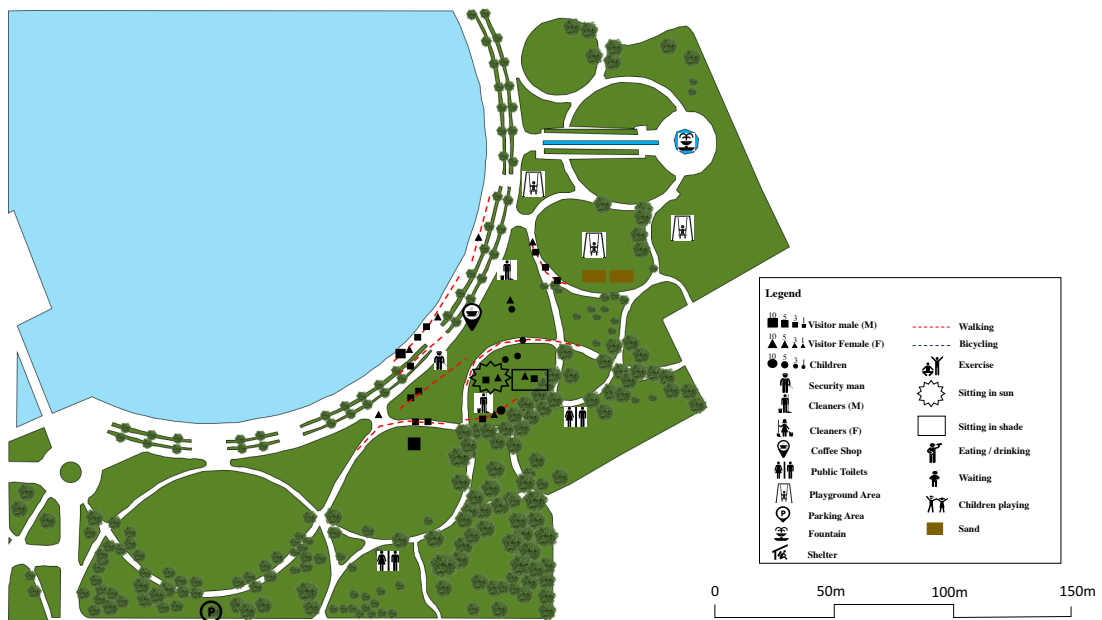 Legend
10 5 3 1 Visitor male (M)
10 5 3 1 Visitor Female (F)
10 5 3 1 Children
Security man
Cleaners (M)
Cleaners (F)
Coffee Shop
Public Toilets
Playground Area
P Parking Area
Fountain
Shelter
Walking
Bicycling
Exercise
Sitting in sun
Sitting in shade
Eating / drinking
Waiting
Children playing
Sand
P
0 50m 100m 150m